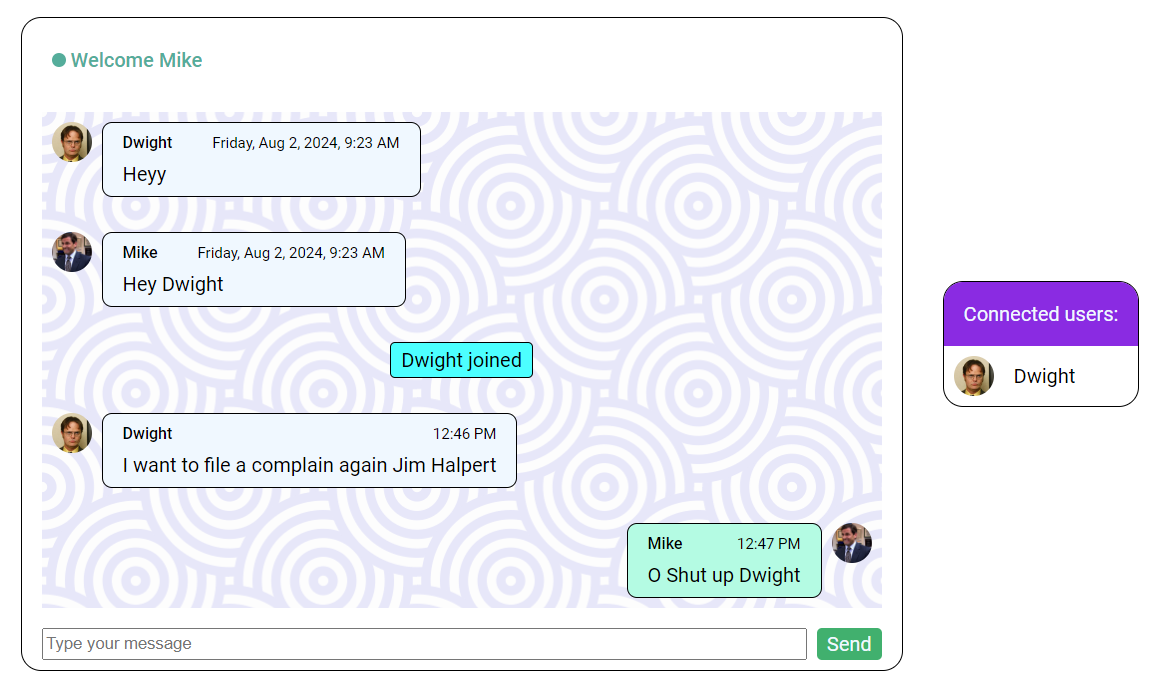 Welcome Mike
Dwight Friday, Aug 2, 2024, 9:23 AM
Heyy
Mike Friday, Aug 2, 2024, 9:23 AM
Hey Dwight
Dwight joined
Dwight 12:46 PM
I want to file a complain again Jim Halpert
Mike 12:47 PM
O Shut up Dwight
Type your message
Send
Connected users:
Dwight